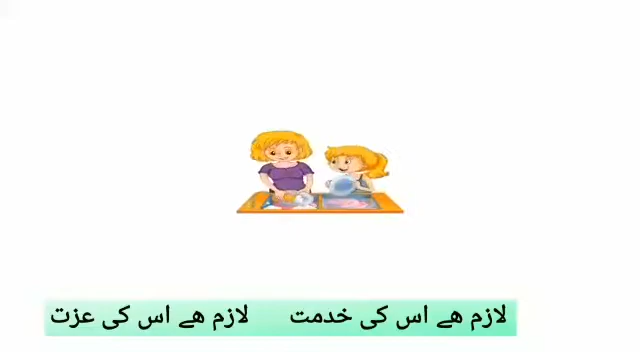 لازم ھے اس کی خدمت     لازم ھے اس کی عزت